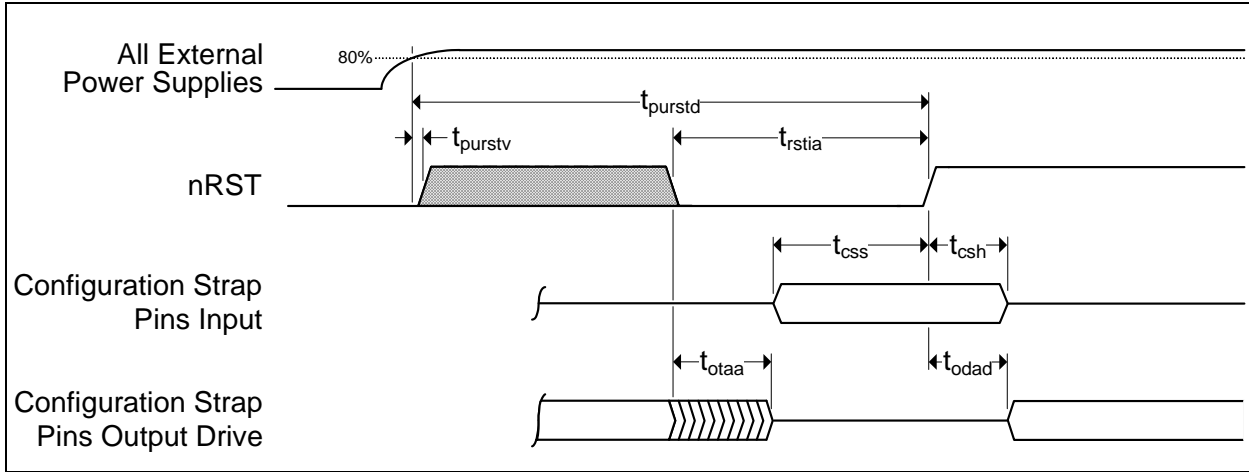 All External
Power Supplies
80%
tpurstd
tpurstv
trstia
nRST
tcss
tcsh
Configuration Strap
Pins Input
totaa
todad
Configuration Strap
Pins Output Drive